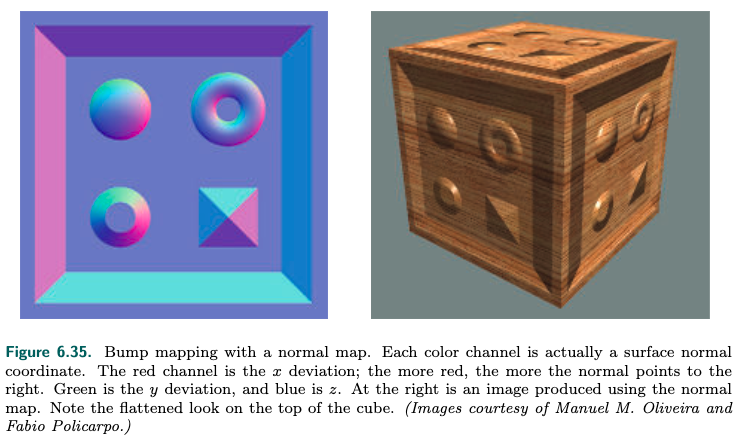 Figure 6.35. Bump mapping with a normal map. Each color channel is actually a surface normal
coordinate. The red channel is the x deviation; the more red, the more the normal points to the
right. Green is the y deviation, and blue is z. At the right is an image produced using the normal
map. Note the flattened look on the top of the cube. (Images courtesy of Manuel M. Oliveira and
Fabio Policarpo.)